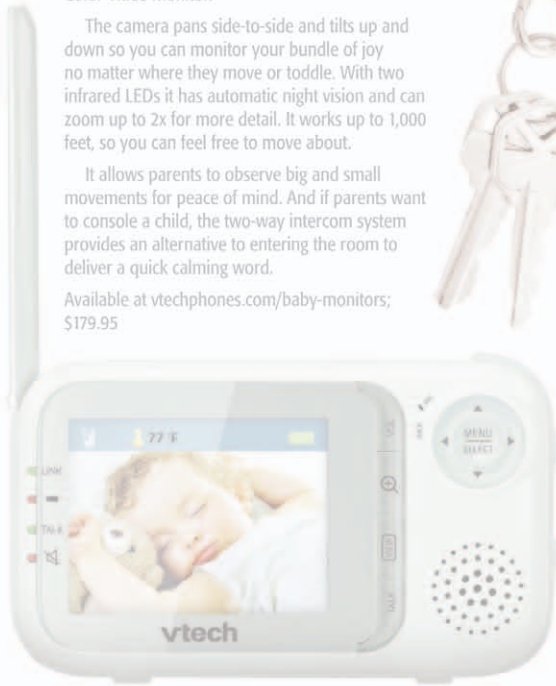 Color Video Monitor.
The camera pans side-to-side and tilts up and
down so you can monitor your bundle of joy
no matter where they move or toddle. With two
infrared LEDs it has automatic night vision and can
zoom up to 2x for more detail. It works up to 1,000
feet, so you can feel free to move about.
It allows parents to observe big and small
movements for peace of mind. And if parents want
to console a child, the two-way intercom system
provides an alternative to entering the room to
deliver a quick calming word.
Available at vtechphones.com/baby-monitors;
$179.95
77 °F
LINK
TALK
vtech
MENU
SELECT
VOL
TALK